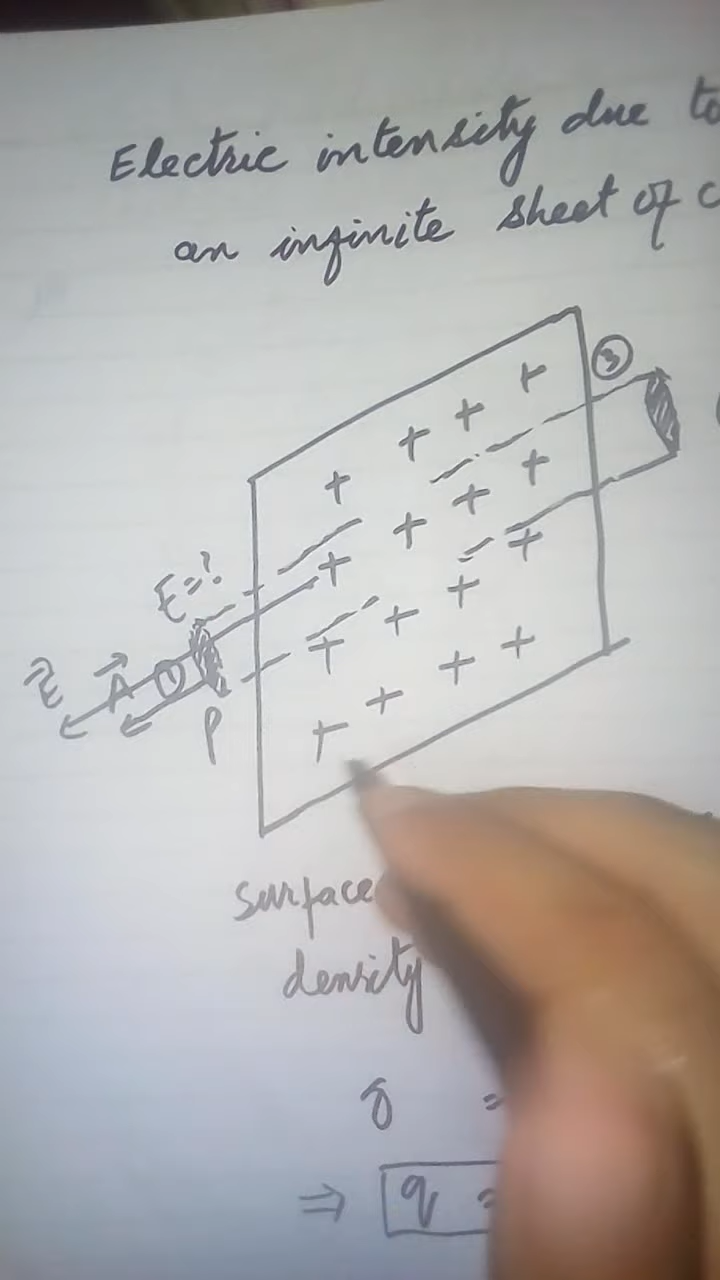 Electric intensity due to
an infinite sheet of
3
E=?
E A 1
P
surface
density
σ =
⇒ q =